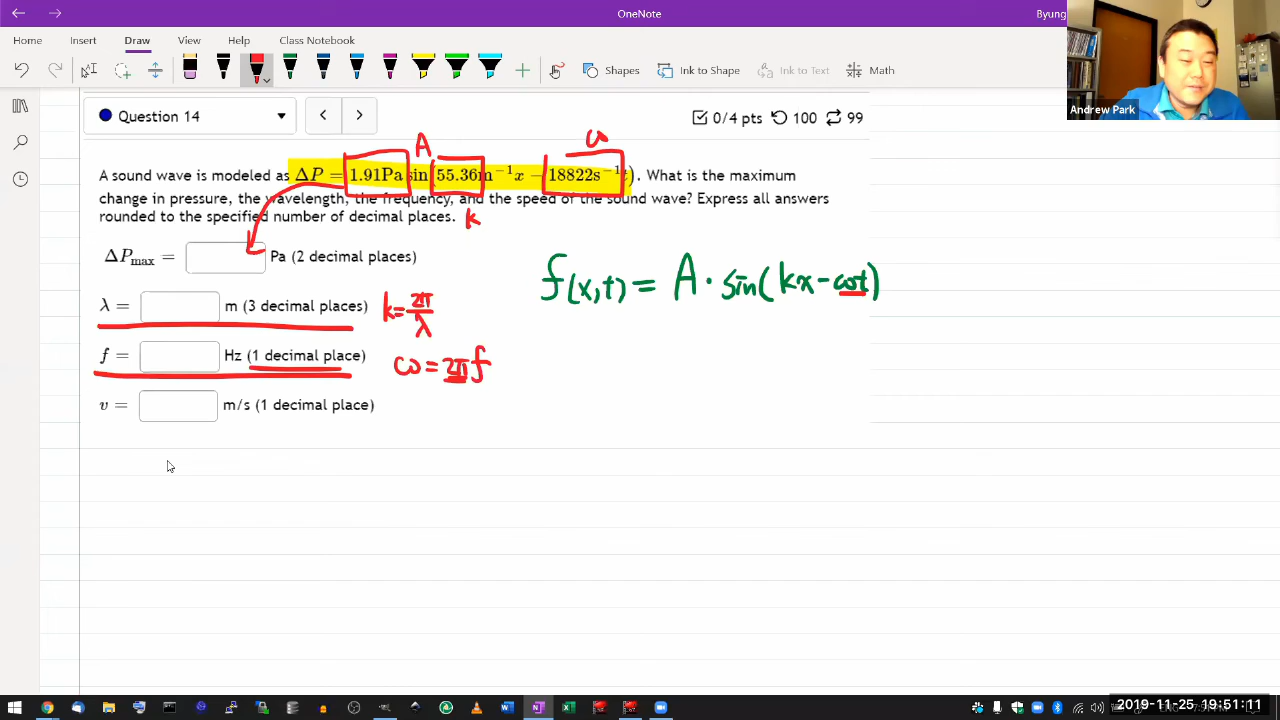 OneNote
Byung
Home Insert Draw View Help Class Notebook
Shapes Ink to Shape Ink to Text Math
Andrew Park
Question 14
0/4 pts 100 99
A ω
A sound wave is modeled as ΔP = 1.91Pa sin(55.36m⁻¹x − 18822s⁻¹t). What is the maximum
change in pressure, the wavelength, the frequency, and the speed of the sound wave? Express all answers
rounded to the specified number of decimal places.
k
ΔPmax = Pa (2 decimal places)
f(x,t) = A · sin(kx - ωt)
λ = m (3 decimal places) k = 2π/λ
f = Hz (1 decimal place) ω = 2πf
v = m/s (1 decimal place)
2019-11-25 19:51:11